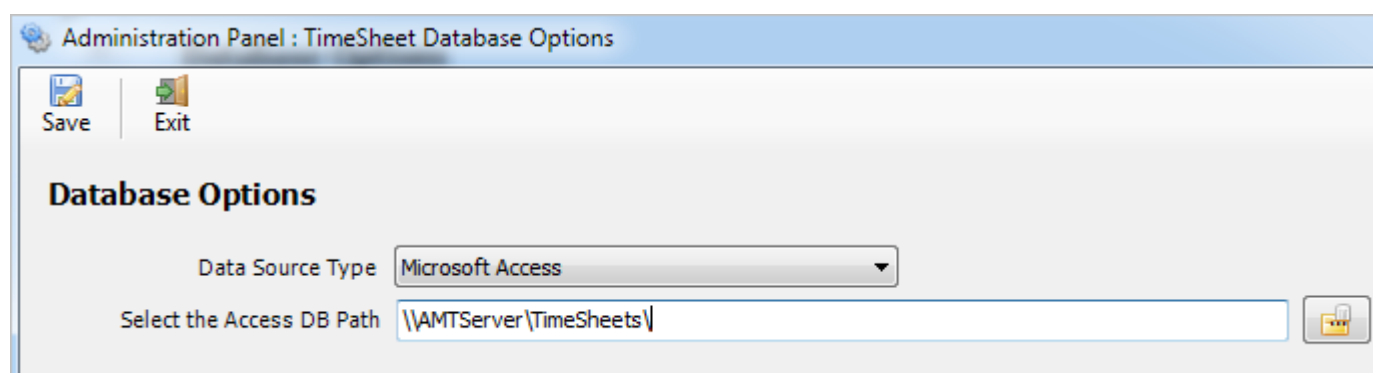 Administration Panel : TimeSheet Database Options
Save Exit
Database Options
Data Source Type Microsoft Access
Select the Access DB Path \\AMTServer\TimeSheets\